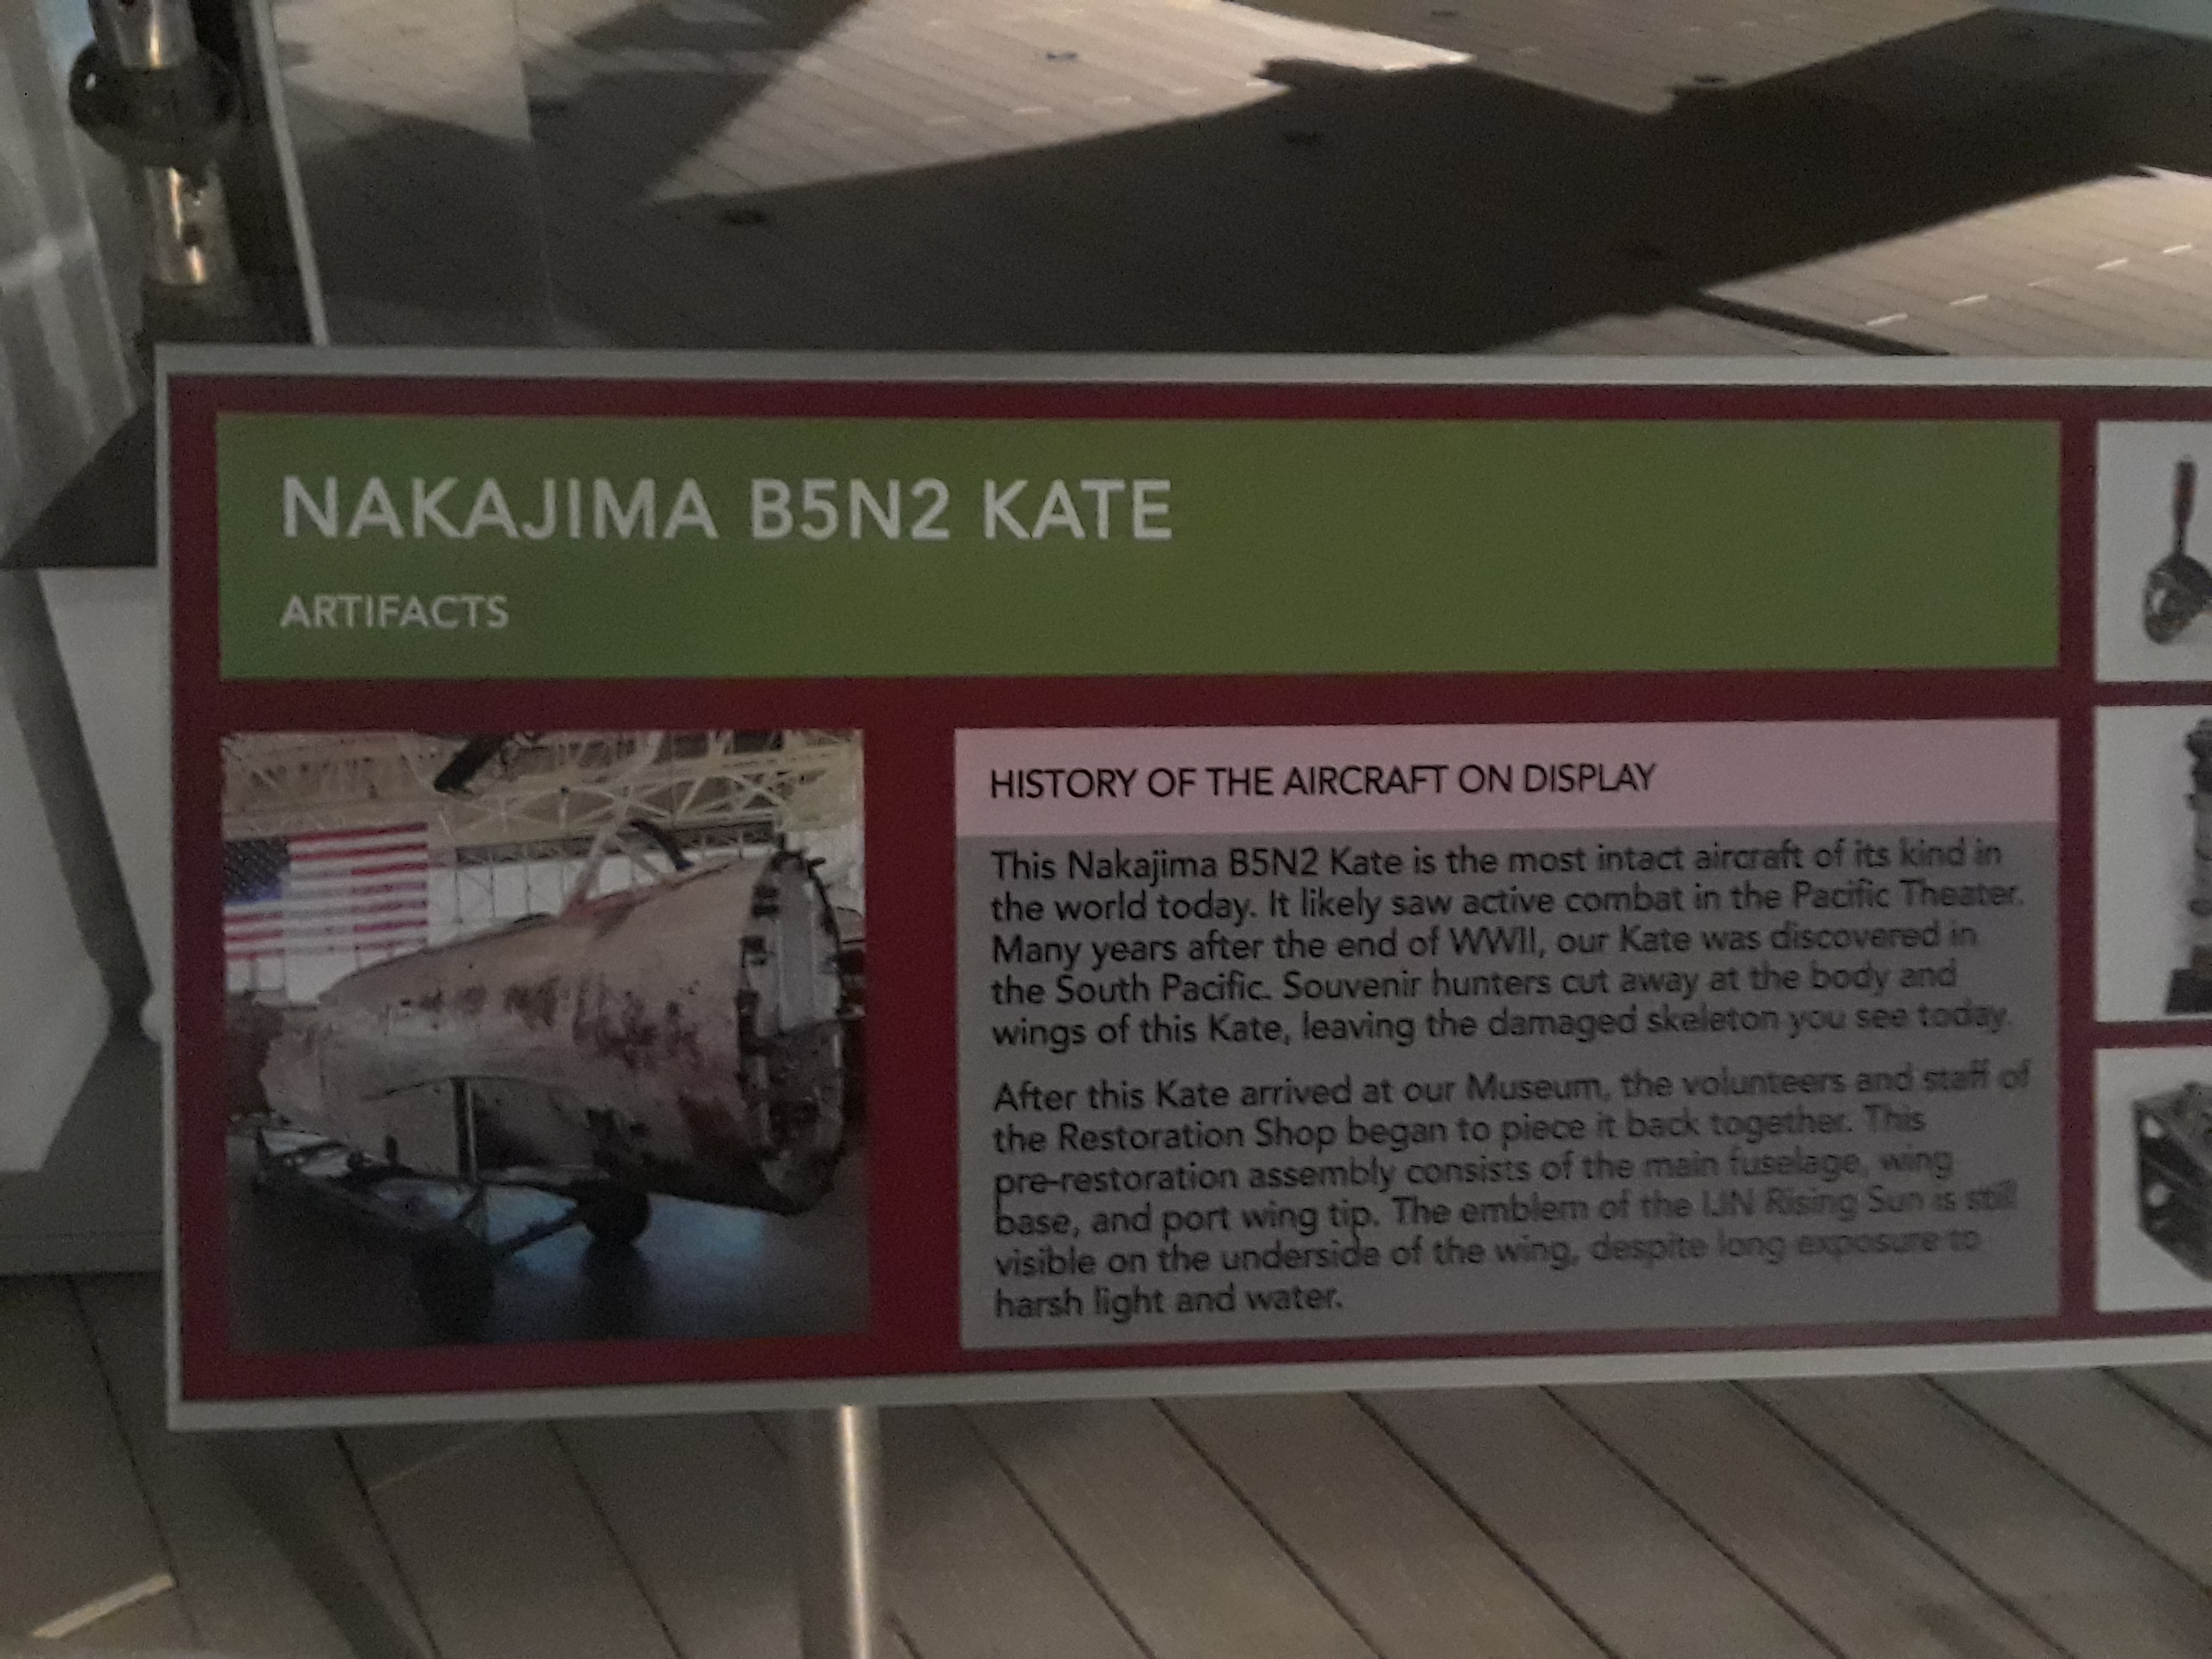 NAKAJIMA B5N2 KATE
ARTIFACTS
HISTORY OF THE AIRCRAFT ON DISPLAY
This Nakajima B5N2 Kate is the most intact aircraft of its kind in
the world today. It likely saw active combat in the Pacific Theater.
Many years after the end of WWII, our Kate was discovered in
the South Pacific. Souvenir hunters cut away at the body and
wings of this Kate, leaving the damaged skeleton you see today.
After this Kate arrived at our Museum, the volunteers and staff of
the Restoration Shop began to piece it back together. This
pre-restoration assembly consists of the main fuselage, wing
base, and port wing tip. The emblem of the IJN Rising Sun is still
visible on the underside of the wing, despite long exposure to
harsh light and water.